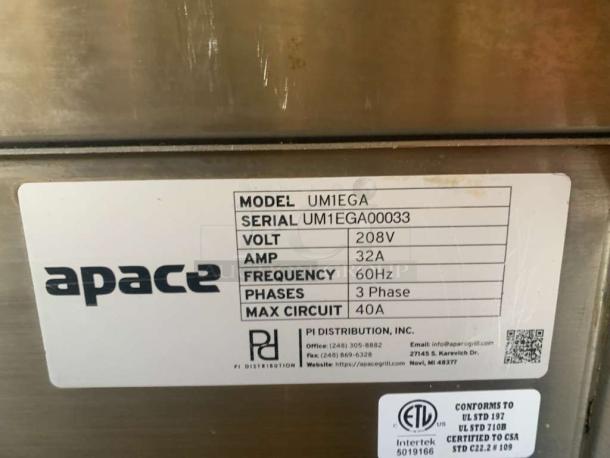 apace
MODEL UM1EGA
SERIAL UM1EGA00033
VOLT 208V
AMP 32A
FREQUENCY 60Hz
PHASES 3 Phase
MAX CIRCUIT 40A
PI DISTRIBUTION
PI DISTRIBUTION, INC.
Office: (248) 305-8882 Email: info@apacegrill.com
Fax: (248) 869-6328 27145 S. Karevich Dr.
Website: https://apacegrill.com Novi, MI 48377
ETL
US
Intertek
5019166
CONFORMS TO
UL STD 197
UL STD 710B
CERTIFIED TO CSA
STD C22.2 # 109